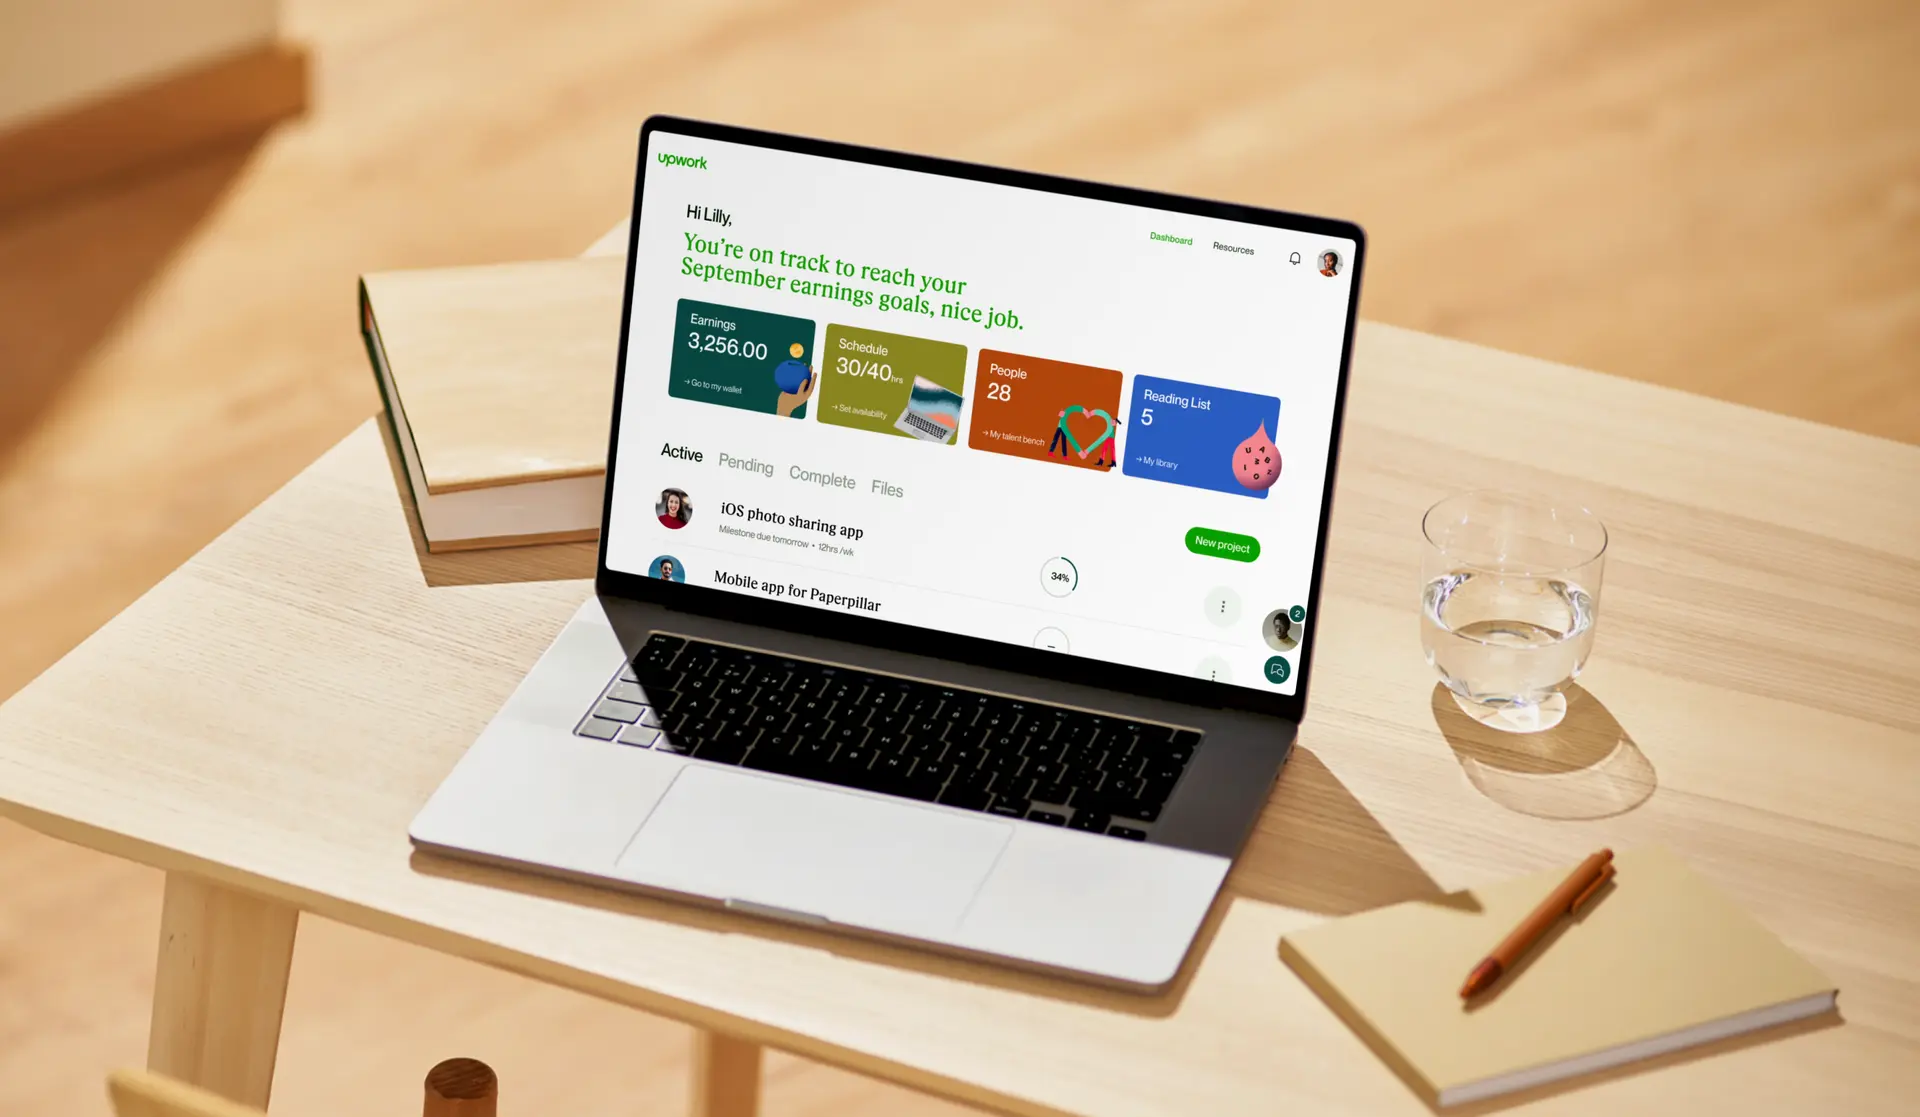 upwork
Dashboard
Resources
Hi Lilly,
You're on track to reach your
September earnings goals, nice job.
Earnings
3,256.00
→ Go to my wallet
Schedule
30/40hrs
→ Set availability
People
28
→ My talent bench
Reading List
5
→ My library
Active
Pending
Complete
Files
New project
iOS photo sharing app
Milestone due tomorrow • 12hrs /wk
34%
Mobile app for Paperpillar
2